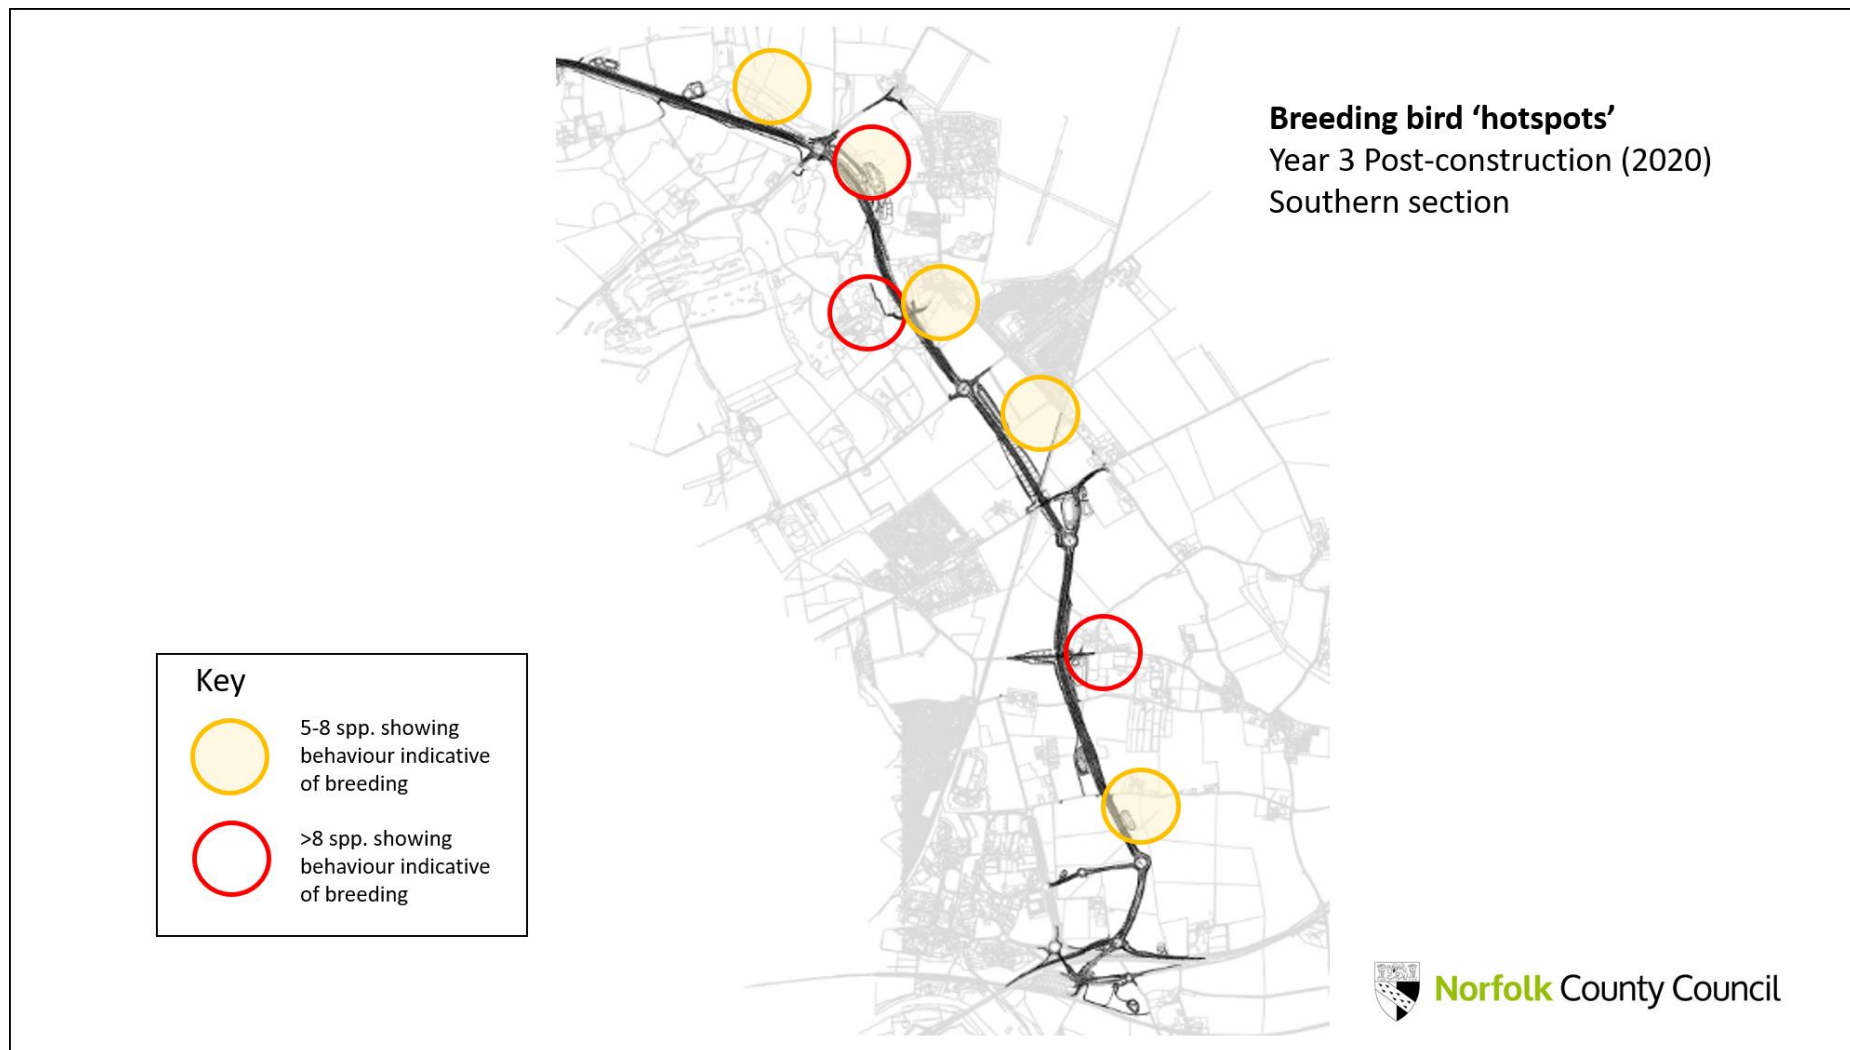 Breeding bird ‘hotspots’
Year 3 Post-construction (2020)
Southern section
Key
5-8 spp. showing
behaviour indicative
of breeding
>8 spp. showing
behaviour indicative
of breeding
Norfolk County Council